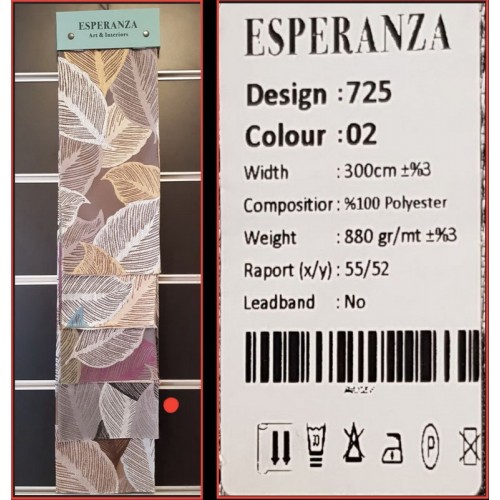 ESPERANZA
Art & Interiors
ESPERANZA
Design : 725
Colour : 02
Width : 300cm ±%3
Compositior : %100 Polyester
Weight : 880 gr/mt ±%3
Raport (x/y) : 55/52
Leadband : No
P